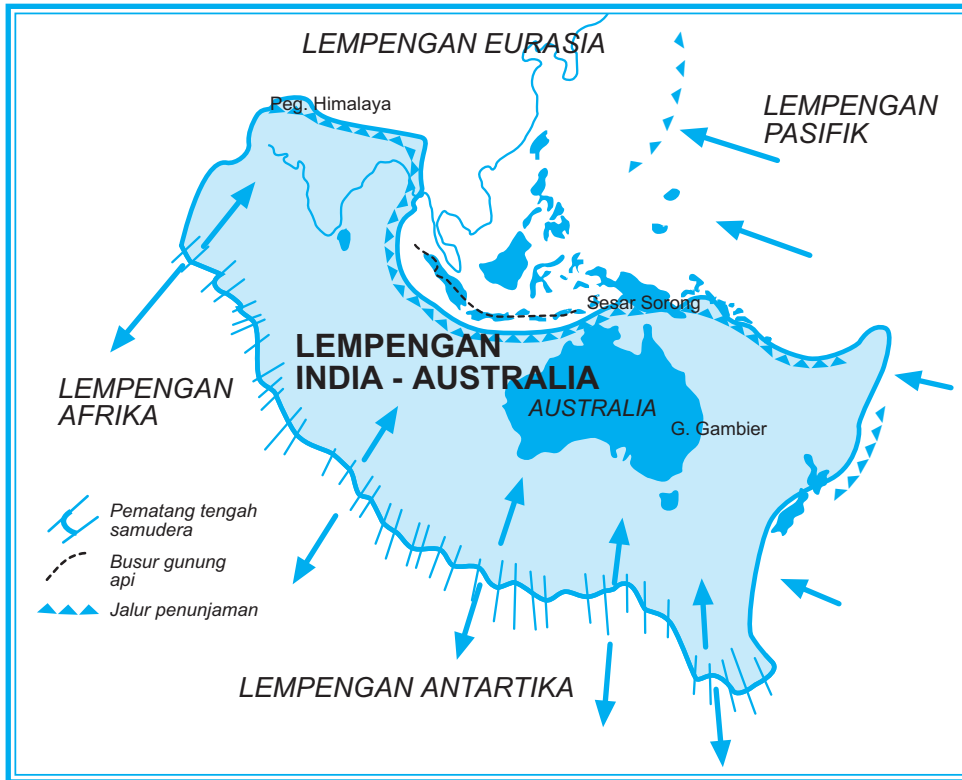 LEMPENGAN EURASIA
Peg. Himalaya
LEMPENGAN
PASIFIK
Sesar Sorong
LEMPENGAN
INDIA - AUSTRALIA
AUSTRALIA
G. Gambier
LEMPENGAN
AFRIKA
Pematang tengah
samudera
Busur gunung
api
Jalur penunjaman
LEMPENGAN ANTARTIKA